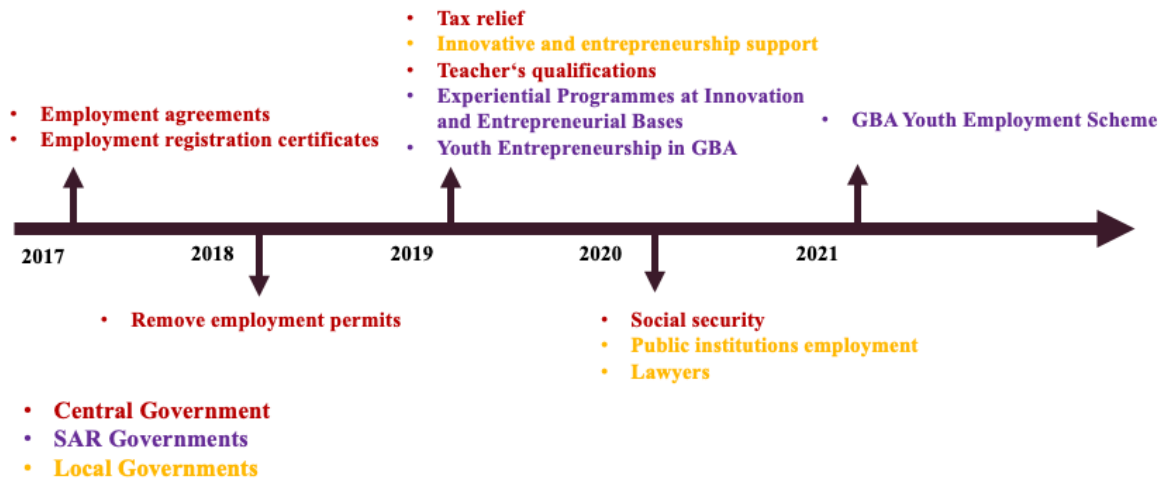 • Tax relief
• Innovative and entrepreneurship support
• Teacher‘s qualifications
• Experiential Programmes at Innovation
and Entrepreneurial Bases
• Youth Entrepreneurship in GBA
• Employment agreements
• Employment registration certificates
• GBA Youth Employment Scheme
2017
2018
2019
2020
2021
• Remove employment permits
• Social security
• Public institutions employment
• Lawyers
• Central Government
• SAR Governments
• Local Governments